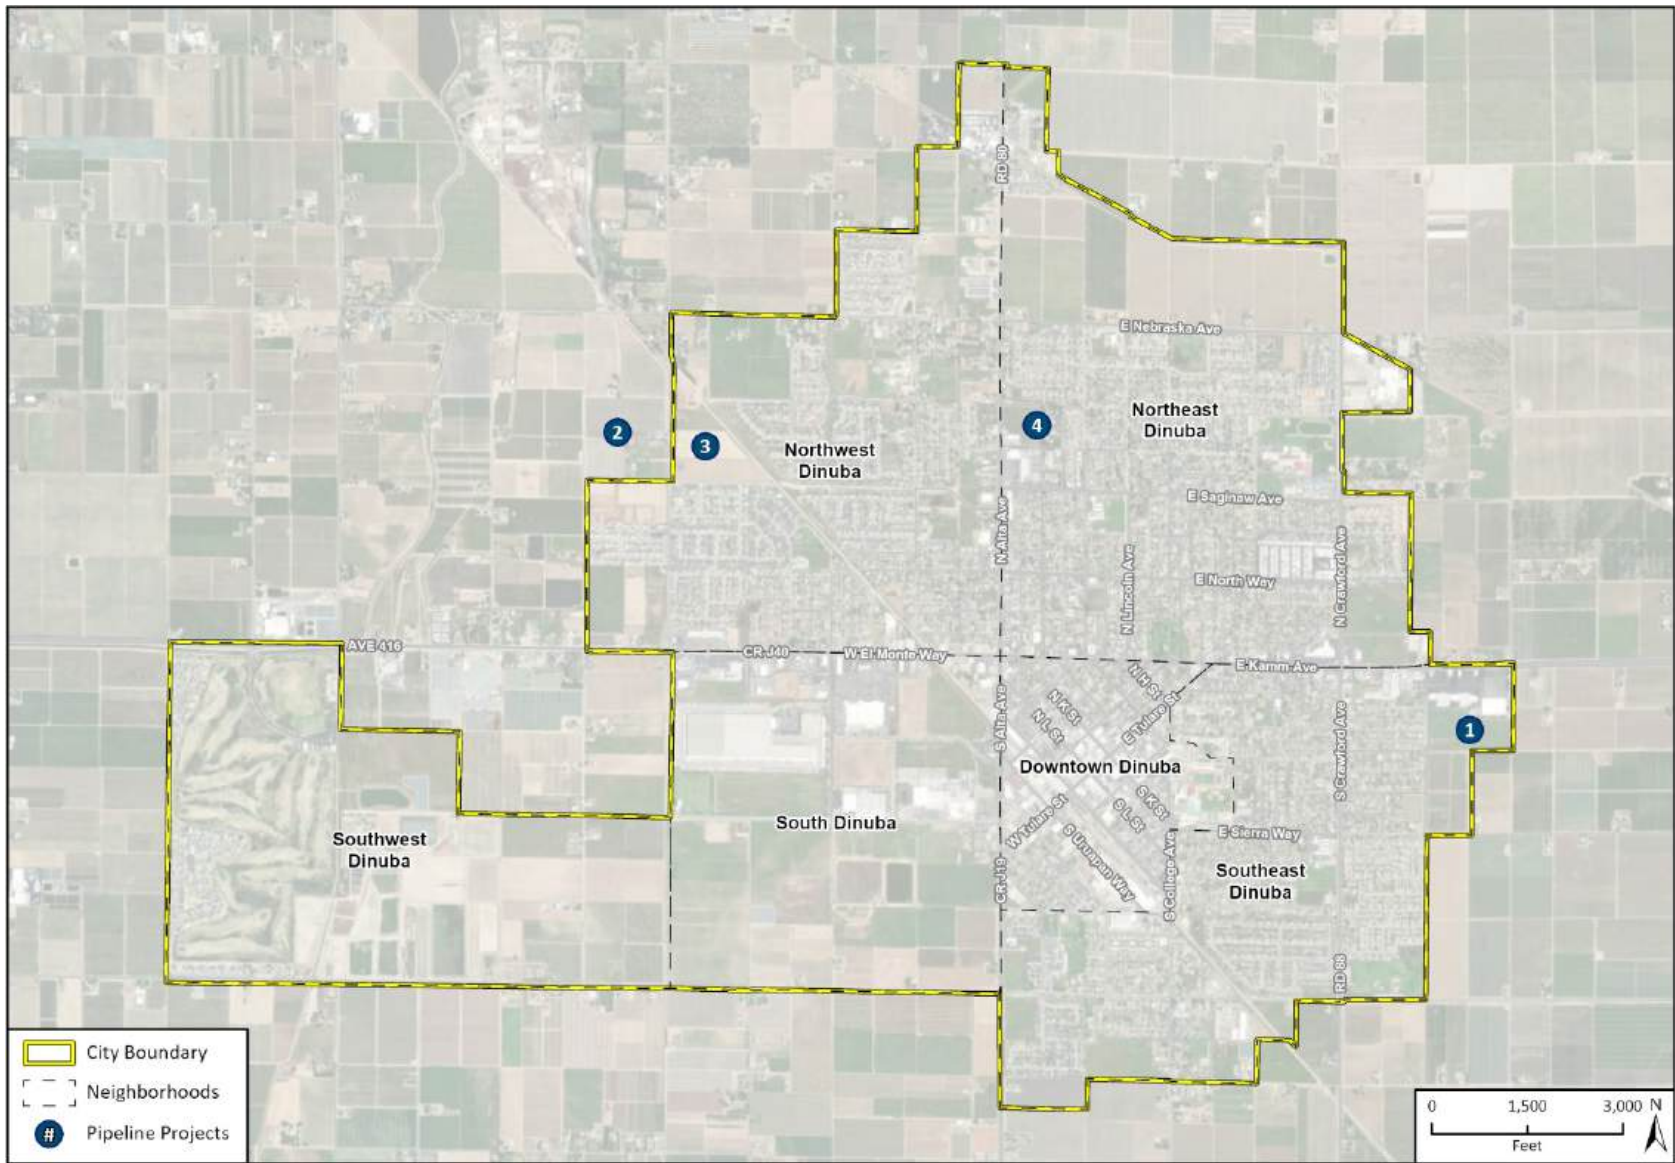 RD 80
E Nebraska Ave
Northeast
Dinuba
2
3
4
Northwest
Dinuba
E Saginaw Ave
N Alta Ave
N Lincoln Ave
E North Way
N Crawford Ave
AVE 416
CR J40
W El Monte Way
E Kamm Ave
N H St
N K St
N L St
E Tulare St
S Alta Ave
S Crawford Ave
1
Downtown Dinuba
S K St
S L St
W Tulare St
S Uruapan Way
South Dinuba
Southwest
Dinuba
E Sierra Way
CR J19
S College Ave
Southeast
Dinuba
RD 88
City Boundary
Neighborhoods
# Pipeline Projects
0 1,500 3,000 N
Feet